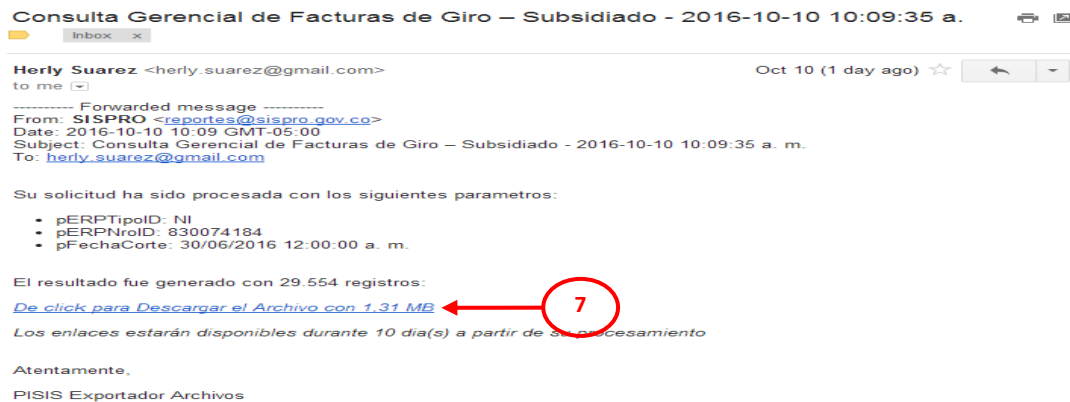 Consulta Gerencial de Facturas de Giro – Subsidiado - 2016-10-10 10:09:35 a.
Inbox x
Herly Suarez <herly.suarez@gmail.com> Oct 10 (1 day ago)
to me
---------- Forwarded message ----------
From: SISPRO <reportes@sispro.gov.co>
Date: 2016-10-10 10:09 GMT-05:00
Subject: Consulta Gerencial de Facturas de Giro – Subsidiado - 2016-10-10 10:09:35 a. m.
To: herly.suarez@gmail.com
Su solicitud ha sido procesada con los siguientes parametros:
• pERPTipoID: NI
• pERPNroID: 830074184
• pFechaCorte: 30/06/2016 12:00:00 a. m.
El resultado fue generado con 29.554 registros:
De click para Descargar el Archivo con 1,31 MB
7
Los enlaces estarán disponibles durante 10 dia(s) a partir de su procesamiento
Atentamente,
PISIS Exportador Archivos